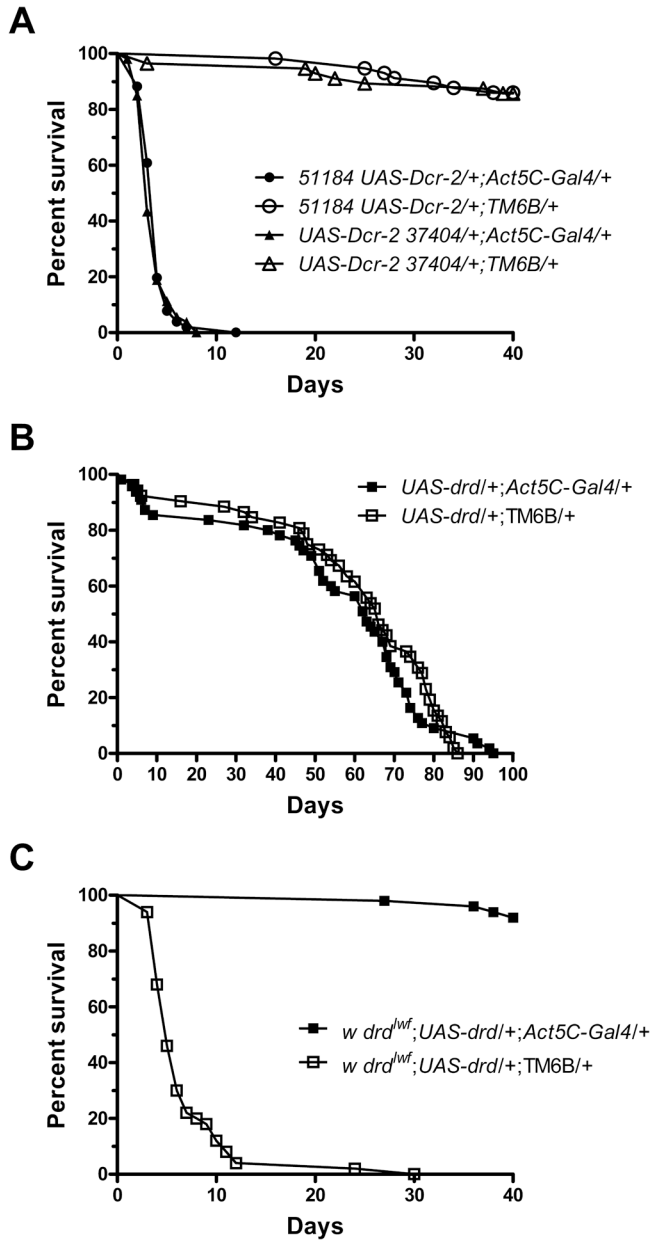 A
Percent survival
100
80
60
40
20
0
51184 UAS-Dcr-2/+;Act5C-Gal4/+
51184 UAS-Dcr-2/+;TM6B/+
UAS-Dcr-2 37404/+;Act5C-Gal4/+
UAS-Dcr-2 37404/+;TM6B/+
0 10 20 30 40
Days
B
Percent survival
100
80
60
40
20
0
UAS-drd/+;Act5C-Gal4/+
UAS-drd/+;TM6B/+
0 10 20 30 40 50 60 70 80 90 100
Days
C
Percent survival
100
80
60
40
20
0
w drd^lwf;UAS-drd/+;Act5C-Gal4/+
w drd^lwf;UAS-drd/+;TM6B/+
0 10 20 30 40
Days